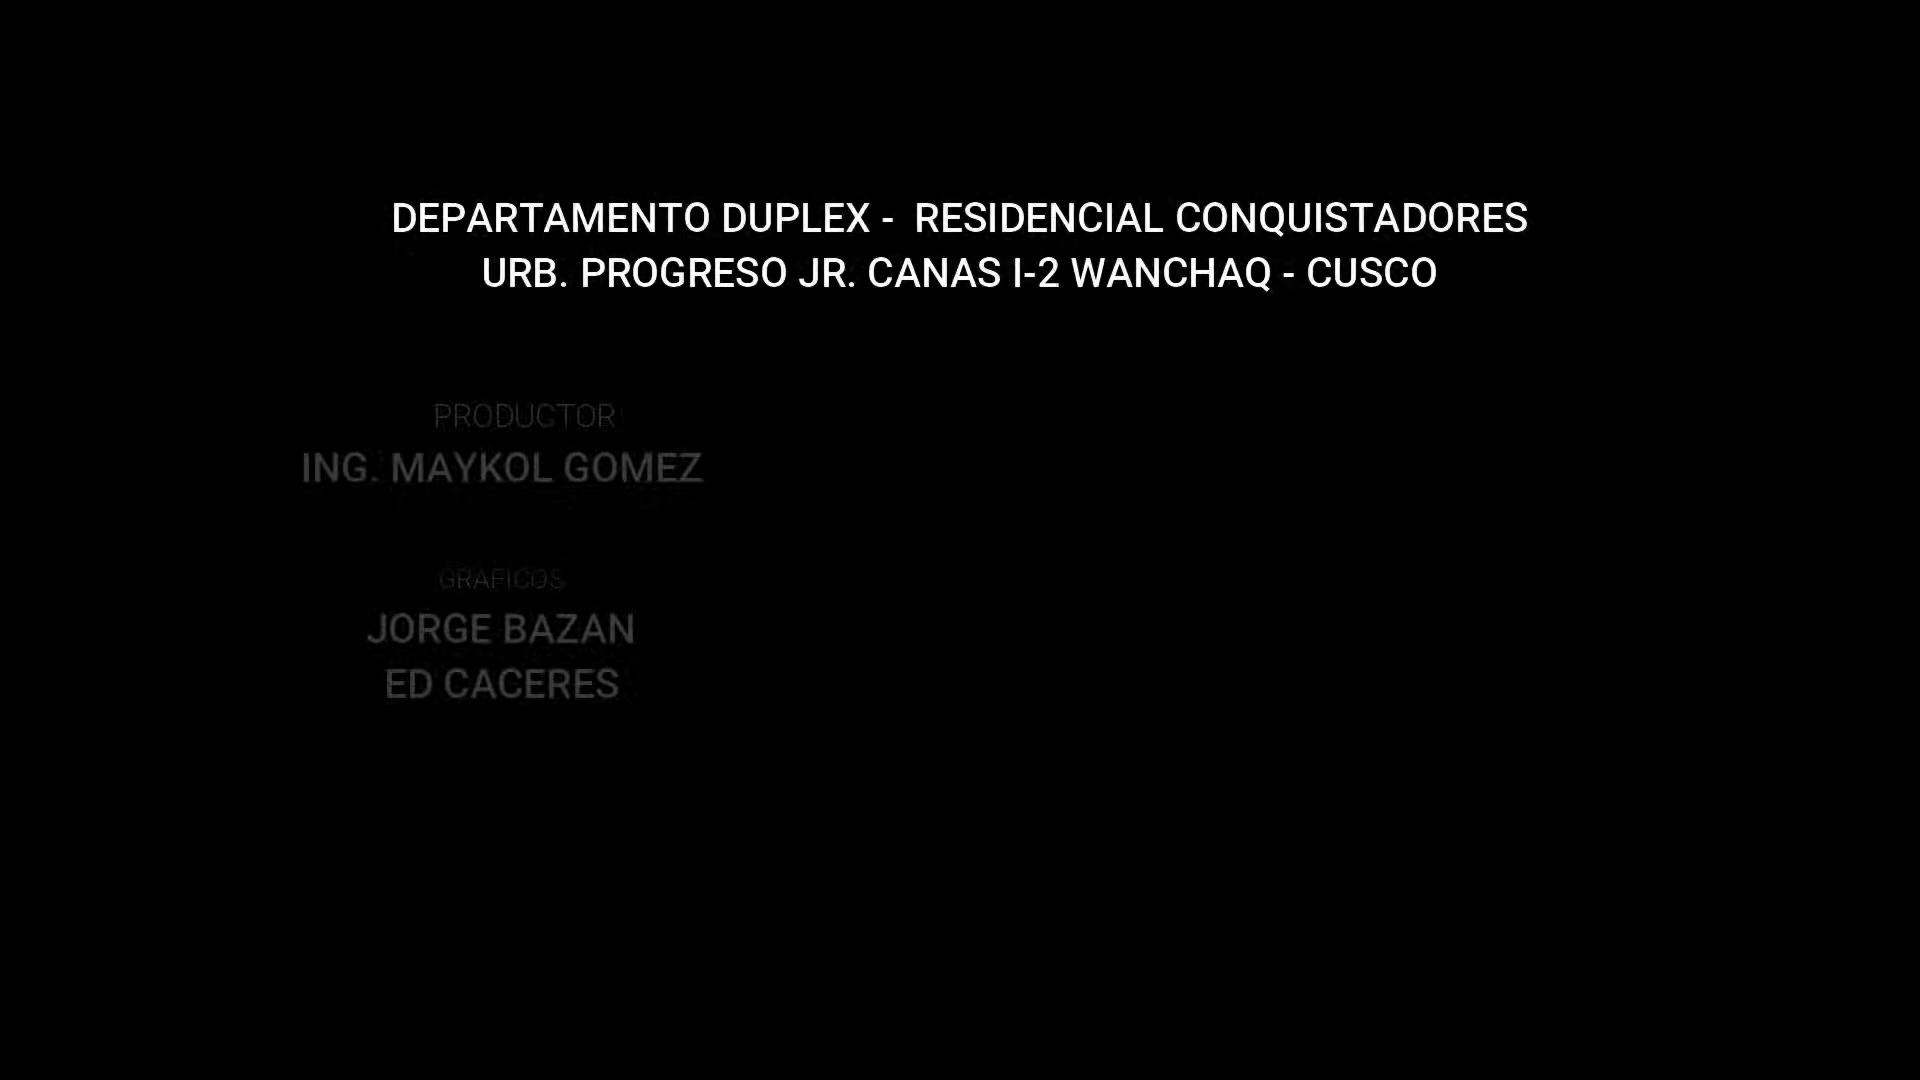 DEPARTAMENTO DUPLEX - RESIDENCIAL CONQUISTADORES
URB. PROGRESO JR. CANAS I-2 WANCHAQ - CUSCO
PRODUCTOR
ING. MAYKOL GOMEZ
GRAFICOS
JORGE BAZAN
ED CACERES